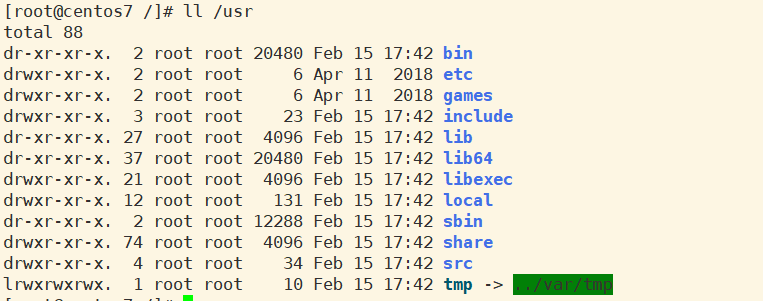 [root@centos7 /]# ll /usr
total 88
dr-xr-xr-x.  2 root root 20480 Feb 15 17:42 bin
drwxr-xr-x.  2 root root     6 Apr 11  2018 etc
drwxr-xr-x.  2 root root     6 Apr 11  2018 games
drwxr-xr-x.  3 root root    23 Feb 15 17:42 include
dr-xr-xr-x. 27 root root  4096 Feb 15 17:42 lib
dr-xr-xr-x. 37 root root 20480 Feb 15 17:42 lib64
drwxr-xr-x. 21 root root  4096 Feb 15 17:42 libexec
drwxr-xr-x. 12 root root   131 Feb 15 17:42 local
dr-xr-xr-x.  2 root root 12288 Feb 15 17:42 sbin
drwxr-xr-x. 74 root root  4096 Feb 15 17:42 share
drwxr-xr-x.  4 root root    34 Feb 15 17:42 src
lrwxrwxrwx.  1 root root    10 Feb 15 17:42 tmp -> ../var/tmp